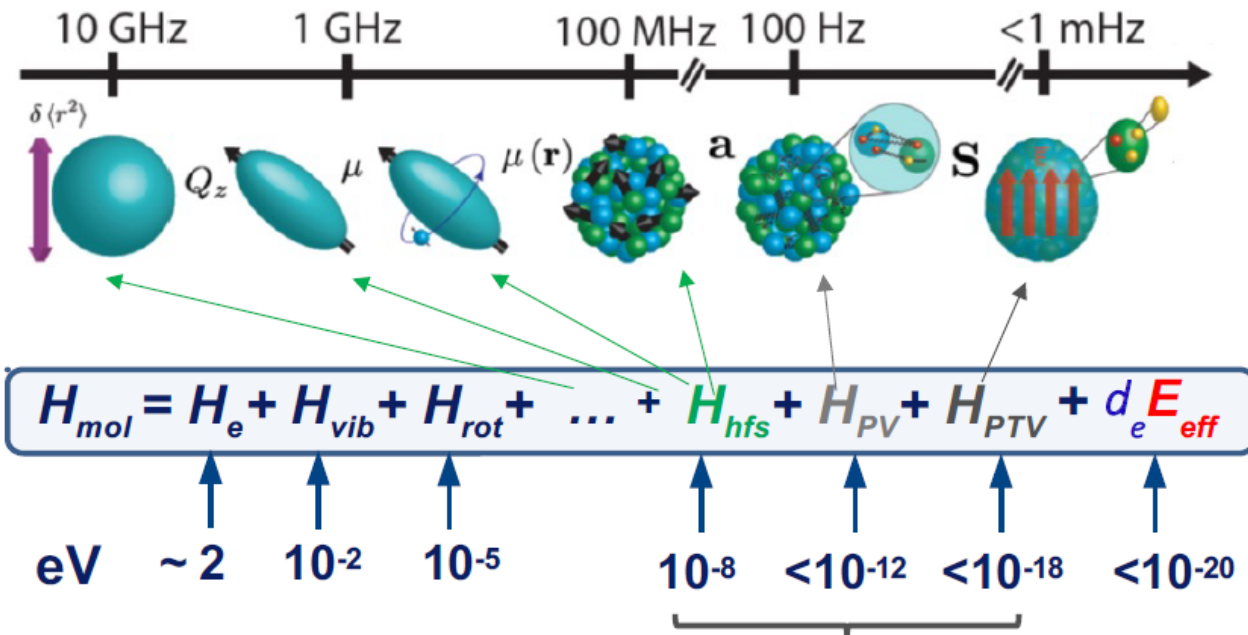 10 GHz 1 GHz 100 MHz 100 Hz <1 mHz
δ⟨r²⟩ Q_z μ μ(r) a S
H_mol = H_e + H_vib + H_rot + ... + H_hfs + H_PV + H_PTV + d_e E_eff
eV ~ 2 10⁻² 10⁻⁵ 10⁻⁸ <10⁻¹² <10⁻¹⁸ <10⁻²⁰